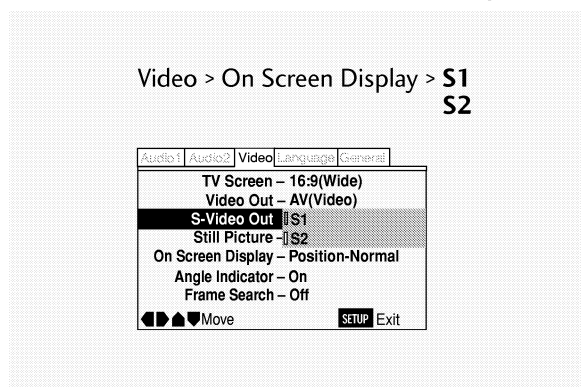 Video > On Screen Display > S1
S2
Audio1 Audio2 Video Language General
TV Screen – 16:9(Wide)
Video Out – AV(Video)
S-Video Out S1
Still Picture – S2
On Screen Display – Position-Normal
Angle Indicator – On
Frame Search – Off
Move SETUP Exit